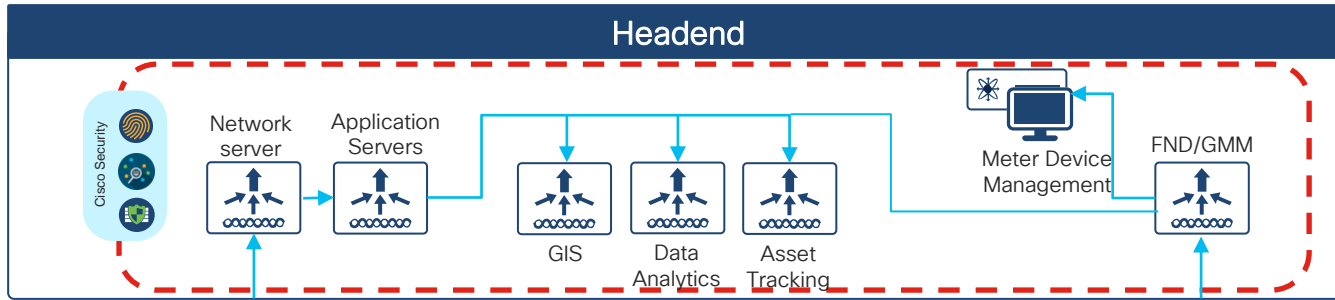 Headend
Cisco Security
Network
server
Application
Servers
GIS
Data
Analytics
Asset
Tracking
Meter Device
Management
FND/GMM